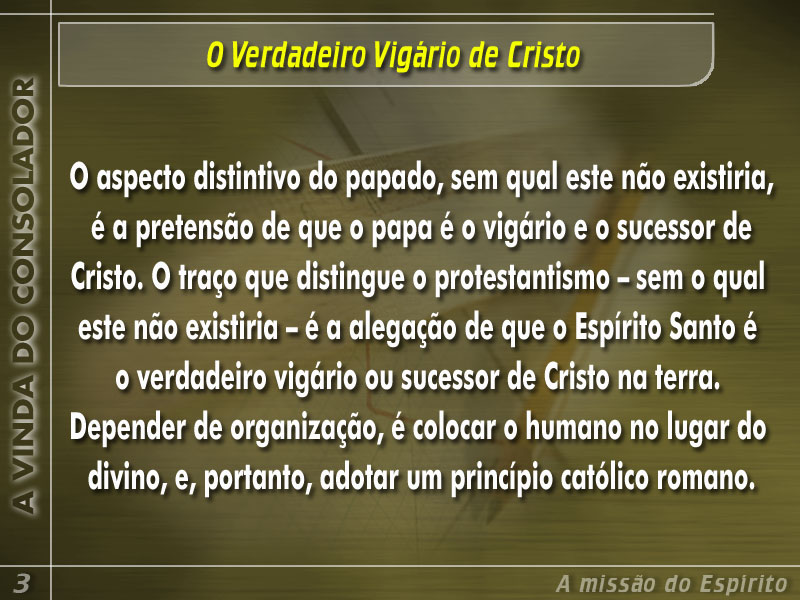 O Verdadeiro Vigário de Cristo
A VINDA DO CONSOLADOR
O aspecto distintivo do papado, sem qual este não existiria,
é a pretensão de que o papa é o vigário e o sucessor de
Cristo. O traço que distingue o protestantismo – sem o qual
este não existiria – é a alegação de que o Espírito Santo é
o verdadeiro vigário ou sucessor de Cristo na terra.
Depender de organização, é colocar o humano no lugar do
divino, e, portanto, adotar um princípio católico romano.
3
A missão do Espírito